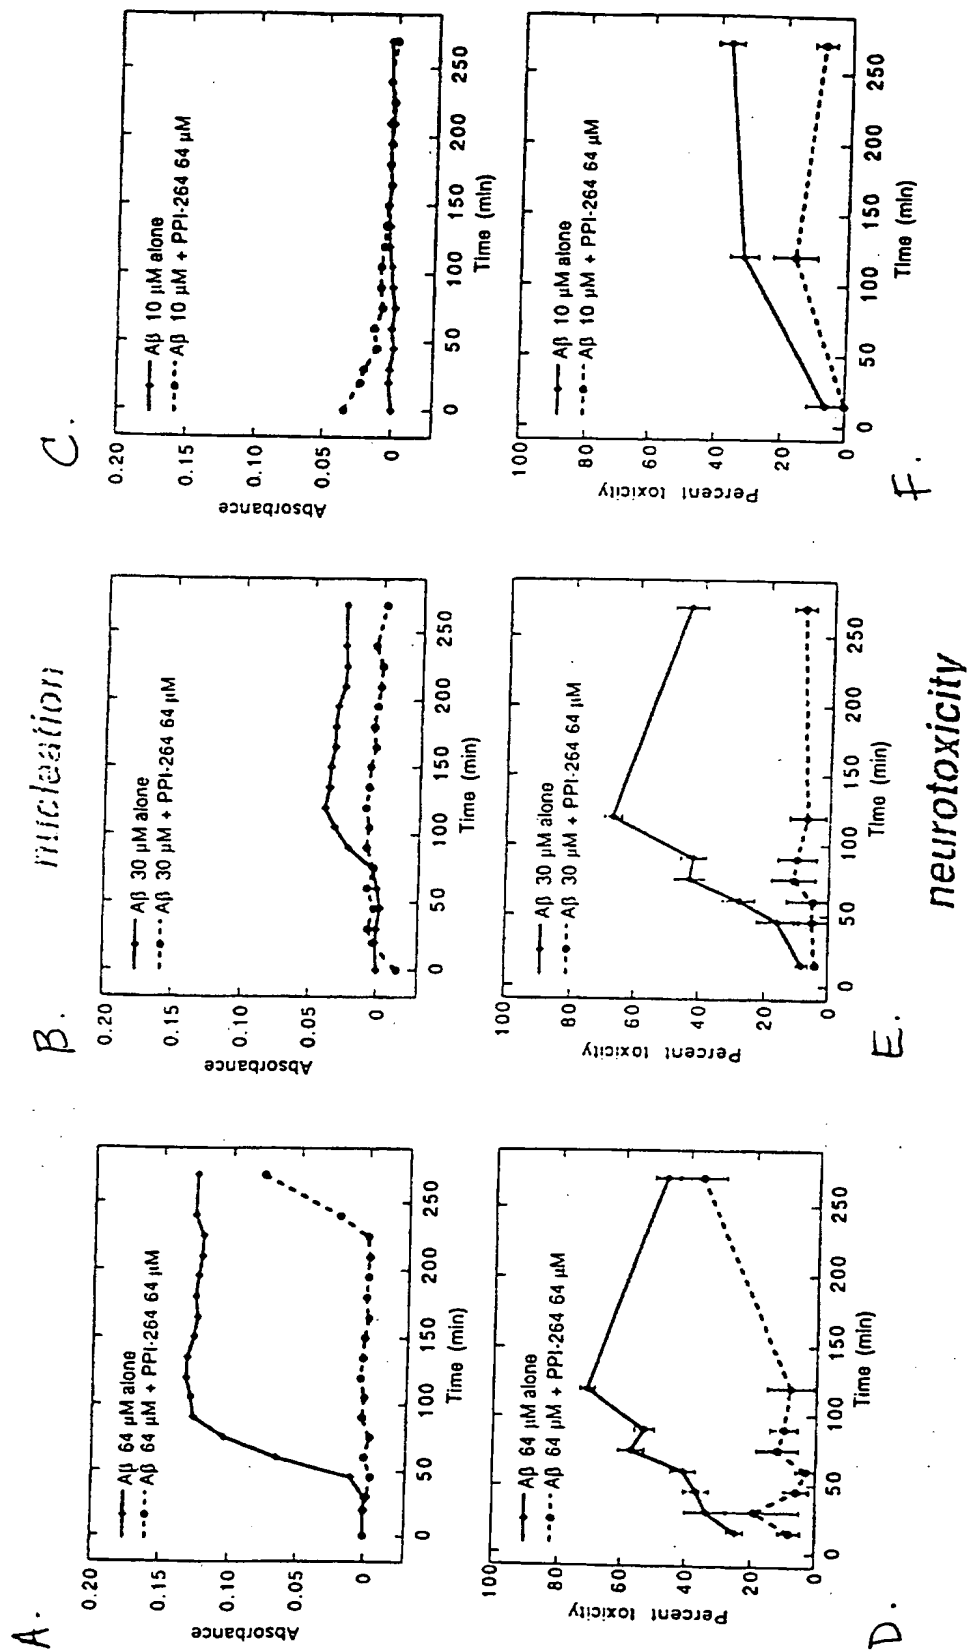 nucleation
A.
Absorbance
0.20
0.15
0.10
0.05
0
Aβ 64 µM alone
Aβ 64 µM + PPI-264 64 µM
0 50 100 150 200 250
Time (min)
B.
Absorbance
0.20
0.15
0.10
0.05
0
Aβ 30 µM alone
Aβ 30 µM + PPI-264 64 µM
0 50 100 150 200 250
Time (min)
C.
Absorbance
0.20
0.15
0.10
0.05
0
Aβ 10 µM alone
Aβ 10 µM + PPI-264 64 µM
0 50 100 150 200 250
Time (min)
D.
Percent toxicity
100
80
60
40
20
0
Aβ 64 µM alone
Aβ 64 µM + PPI-264 64 µM
0 50 100 150 200 250
Time (min)
E.
Percent toxicity
100
80
60
40
20
0
Aβ 30 µM alone
Aβ 30 µM + PPI-264 64 µM
0 50 100 150 200 250
Time (min)
F.
Percent toxicity
100
80
60
40
20
0
Aβ 10 µM alone
Aβ 10 µM + PPI-264 64 µM
0 50 100 150 200 250
Time (min)
neurotoxicity